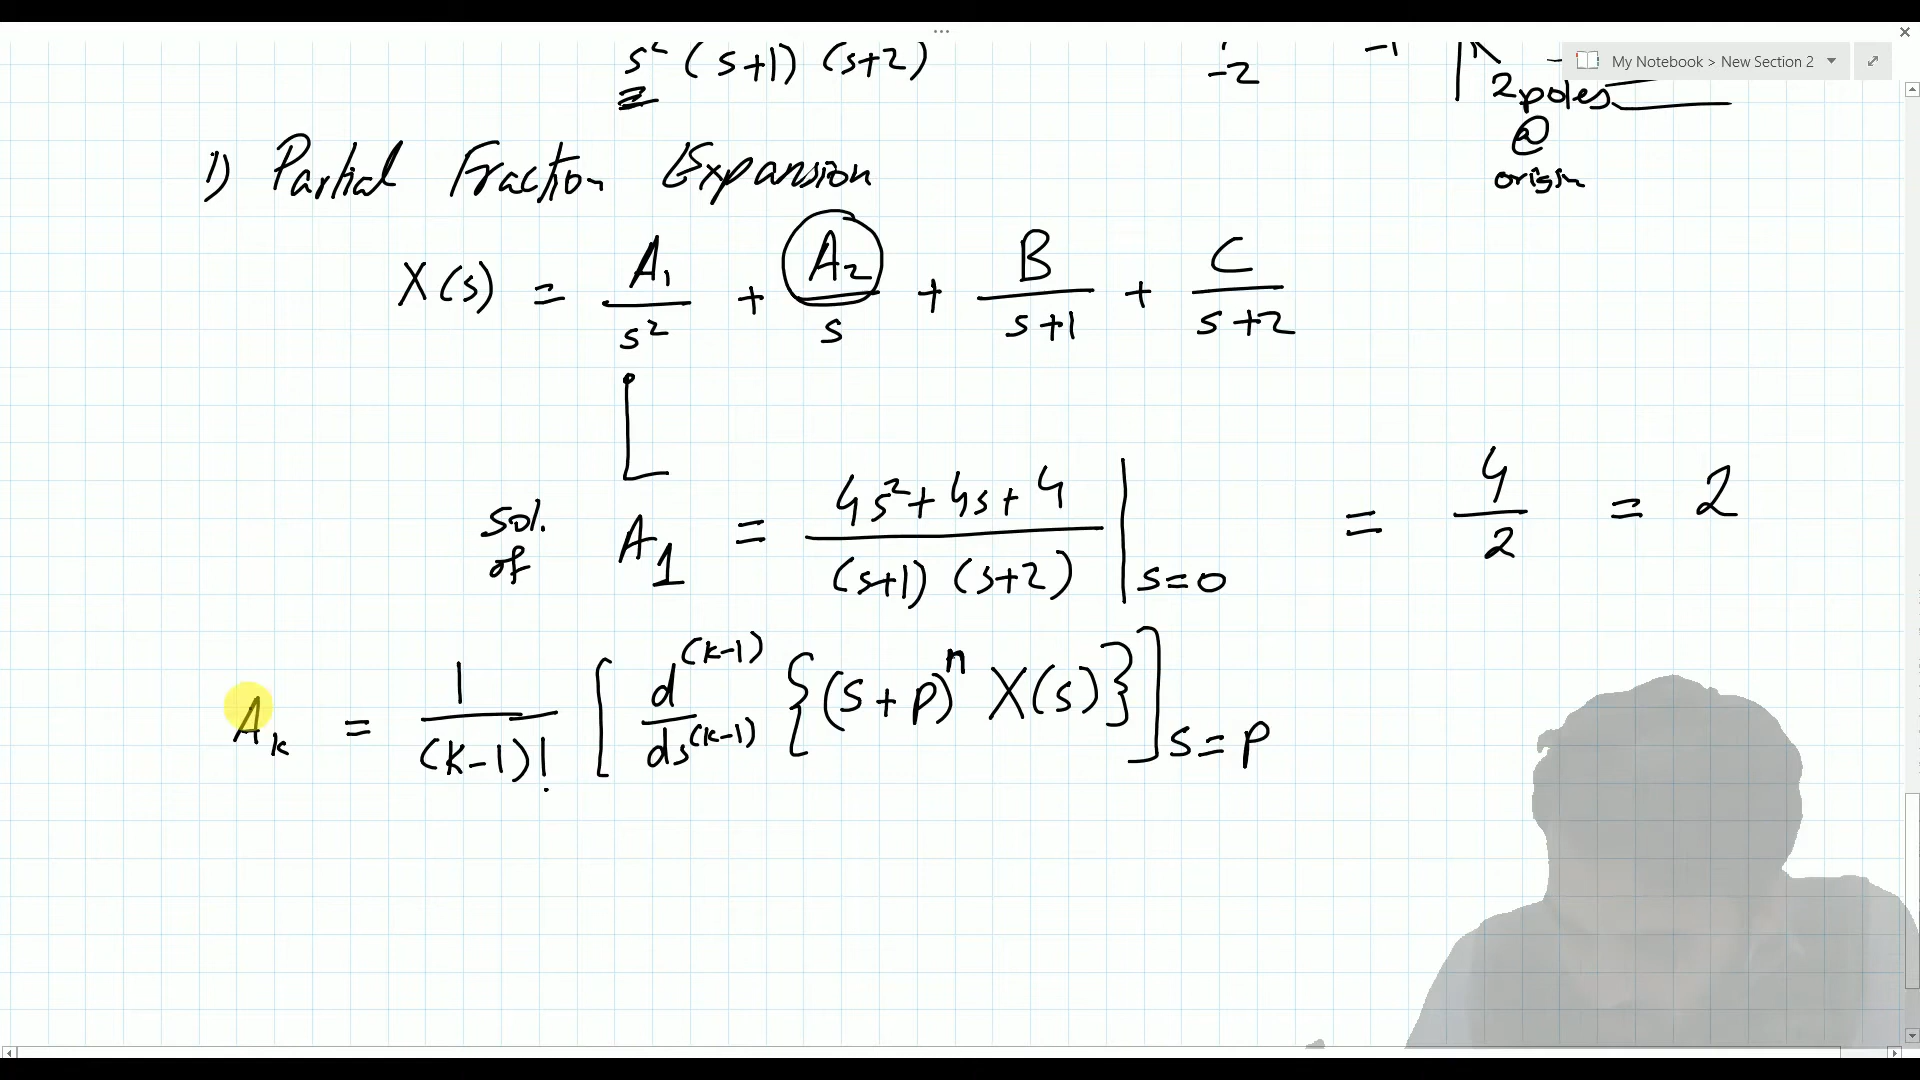 My Notebook > New Section 2
s² (s+1) (s+2)
-2
-1
2 poles
@
origin
1) Partial Fraction Expansion
X(s) = A₁/s² + A₂/s + B/(s+1) + C/(s+2)
sol. of A₁ = (4s²+4s+4)/((s+1)(s+2)) |s=0 = 4/2 = 2
Aₖ = 1/(k-1)! [ d^(k-1)/ds^(k-1) { (s+p)ⁿ X(s) } ] s=p